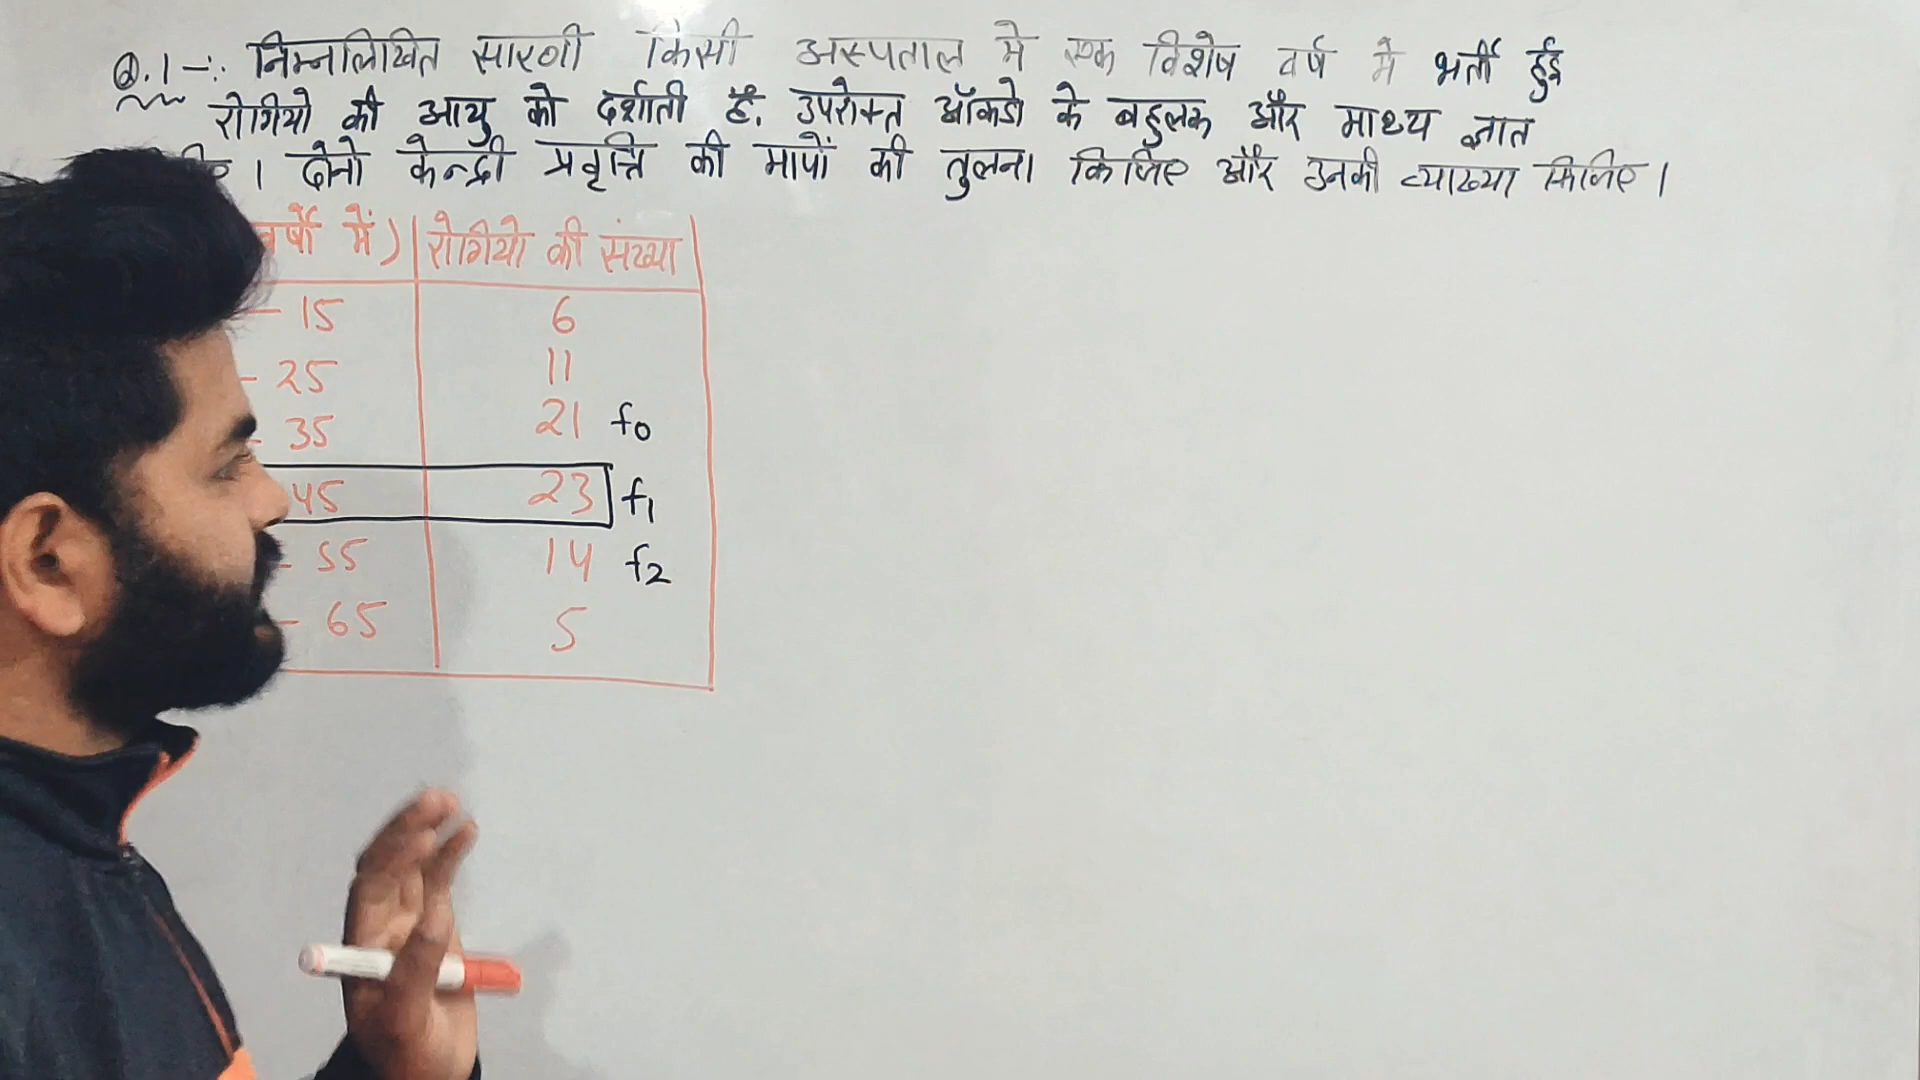 Q.1-: निम्नलिखित सारणी किसी अस्पताल में एक विशेष वर्ष में भर्ती हुई
रोगियो की आयु को दर्शाती है. उपरोक्त आँकडो के बहुलक और माध्य ज्ञात
। दोनो केन्द्री प्रवृत्ति की मापों की तुलना किजिए और उनकी व्याख्या किजिए।
वर्षो में) रोगियो की संख्या
- 15 6
- 25 11
- 35 21 f0
45 23 f1
- 55 14 f2
- 65 5